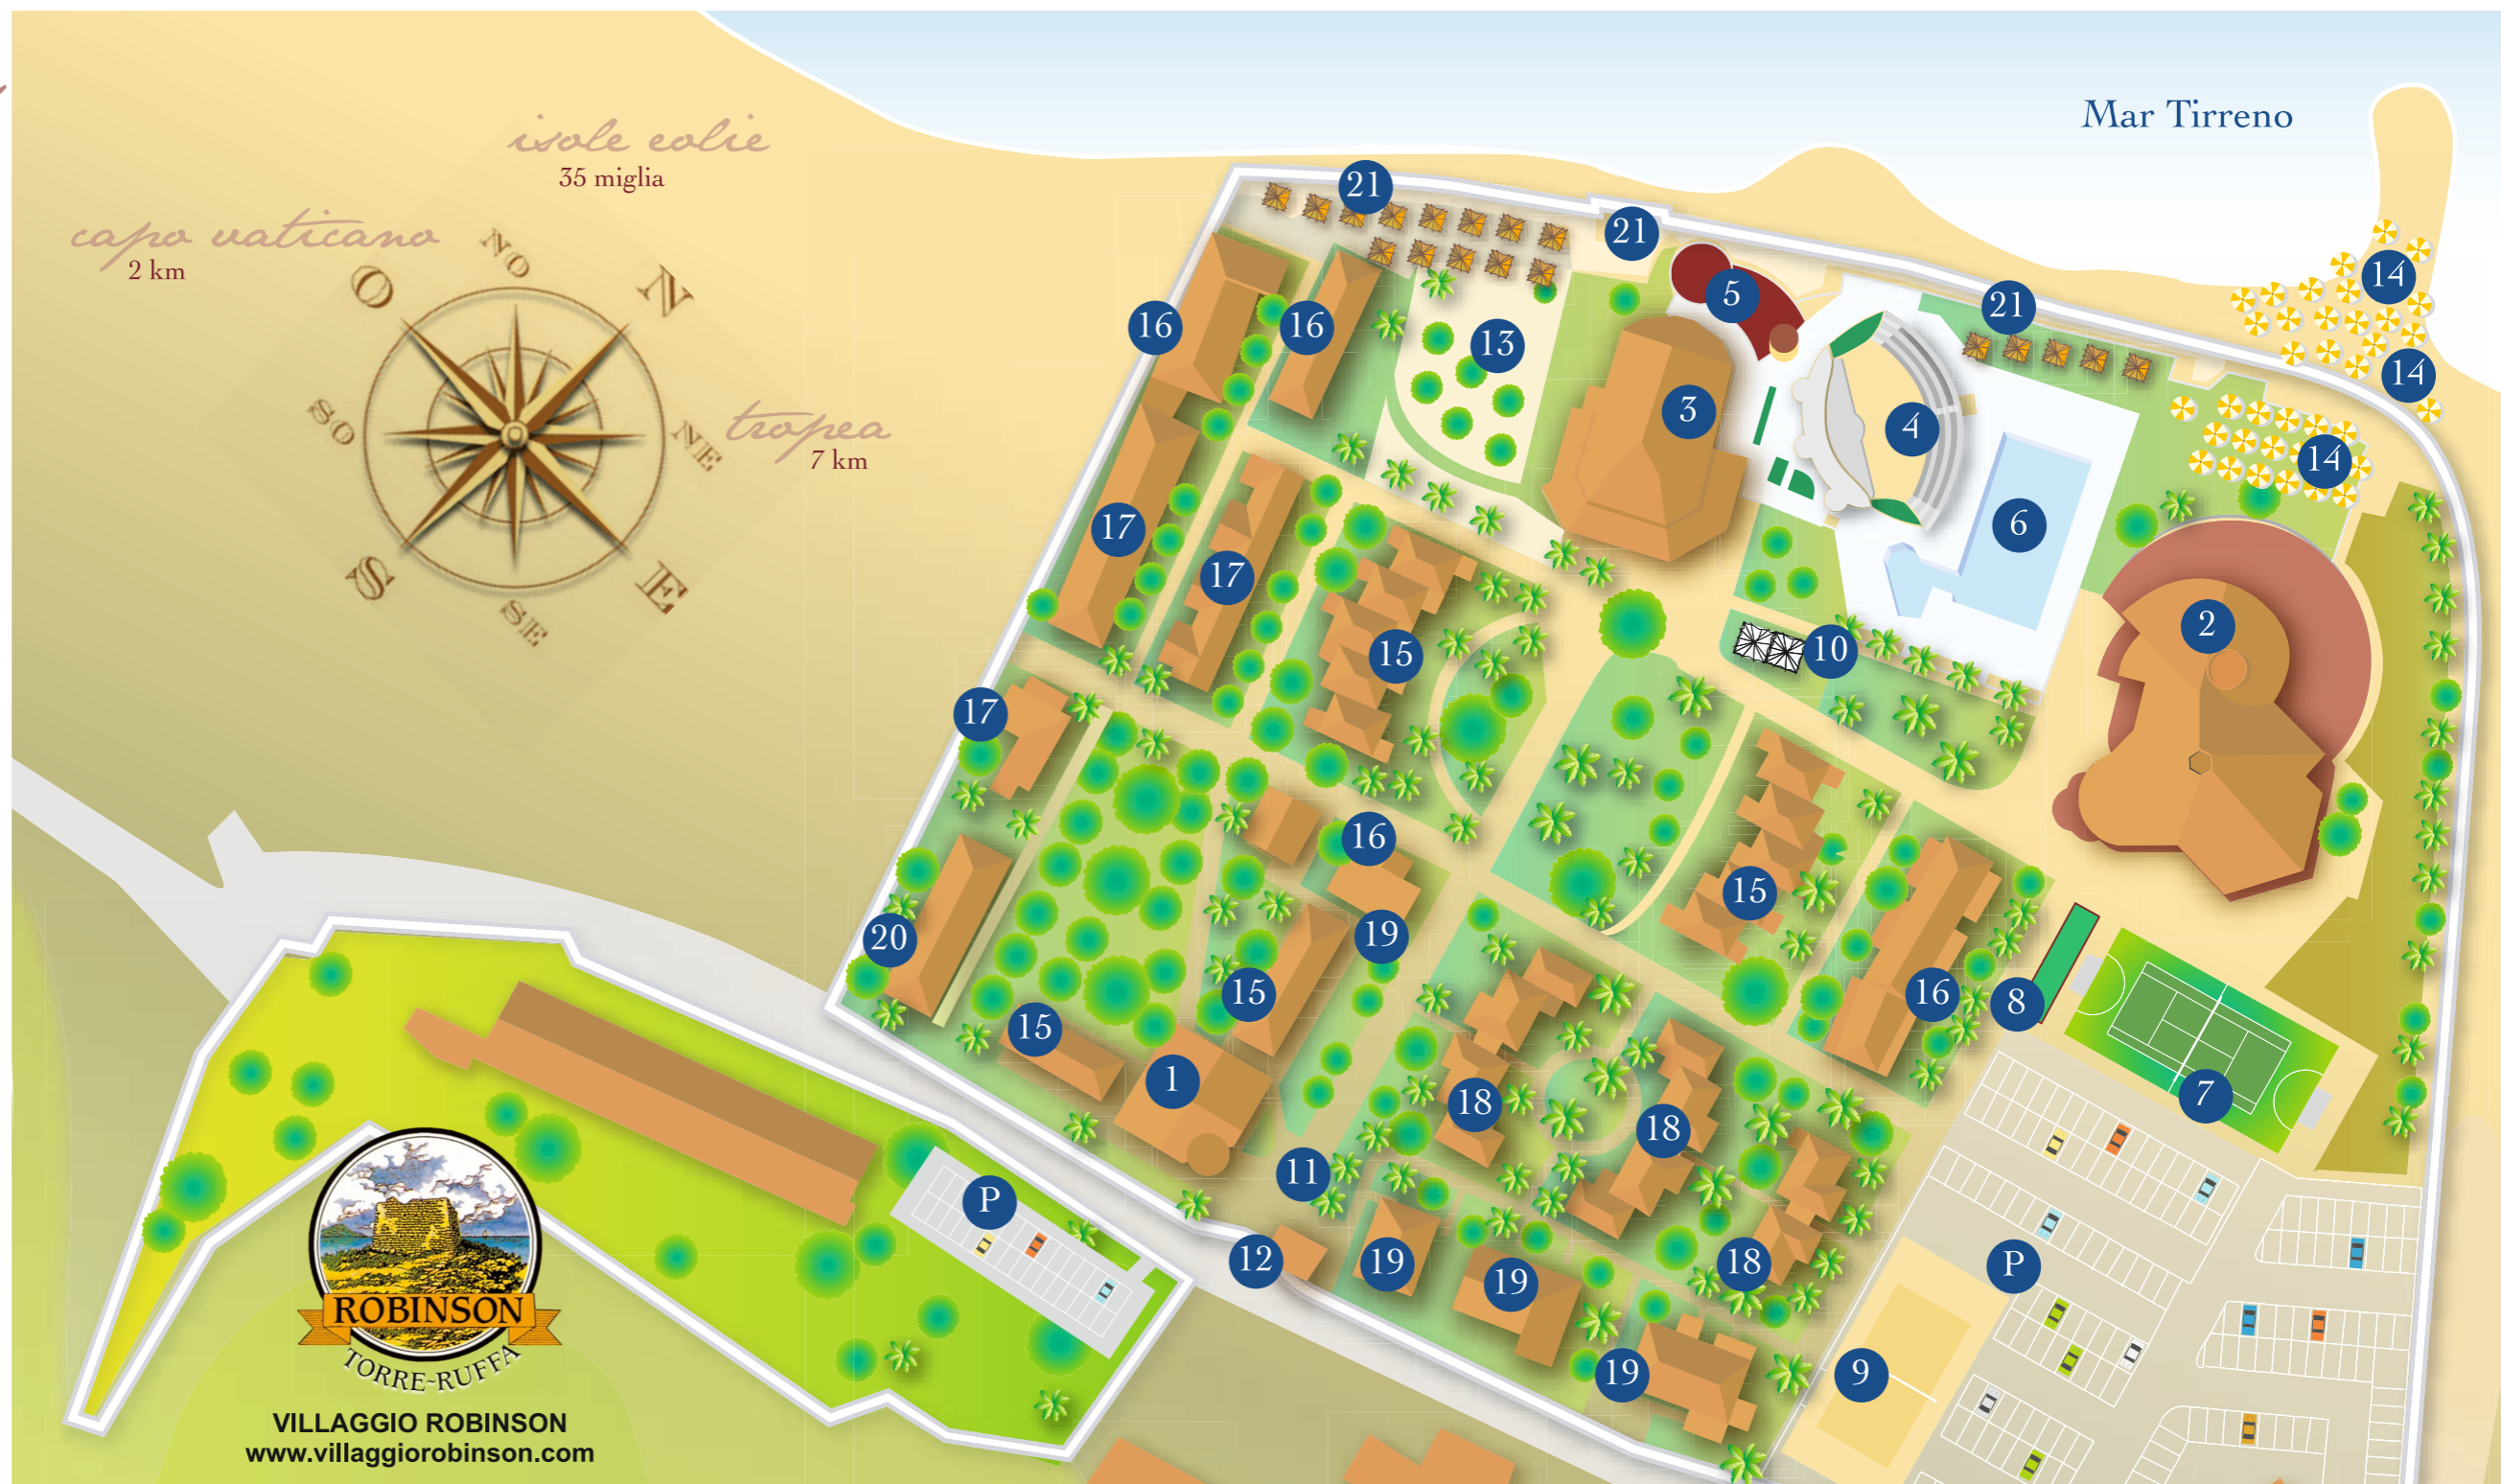 Mar Tirreno
isole eolie
35 miglia
capo vaticano
2 km
NO
O
N
SO
NE
tropea
7 km
S
E
SE
21
21
21
14
14
14
5
16
16
13
3
4
6
17
17
15
10
2
17
16
15
20
19
15
16
8
15
1
18
18
7
11
P
12
19
19
18
P
19
9
ROBINSON
TORRE-RUFFA
VILLAGGIO ROBINSON
www.villaggiorobinson.com